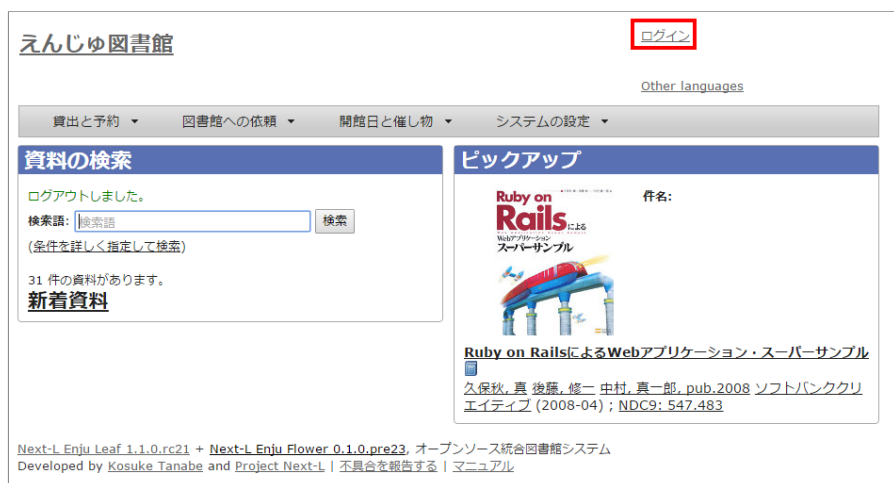 えんじゅ図書館
ログイン
Other languages
貸出と予約 ▼ 図書館への依頼 ▼ 開館日と催し物 ▼ システムの設定 ▼
資料の検索
ログアウトしました。
検索語: 検索語 検索
(条件を詳しく指定して検索)
31 件の資料があります。
新着資料
ピックアップ
Ruby on
Railsによる
Webアプリケーション
スーパーサンプル
件名:
Ruby on RailsによるWebアプリケーション・スーパーサンプル
久保秋, 真 後藤, 修一 中村, 真一郎, pub.2008 ソフトバンククリ
エイティブ (2008-04) ; NDC9: 547.483
Next-L Enju Leaf 1.1.0.rc21 + Next-L Enju Flower 0.1.0.pre23, オープンソース統合図書館システム
Developed by Kosuke Tanabe and Project Next-L | 不具合を報告する | マニュアル